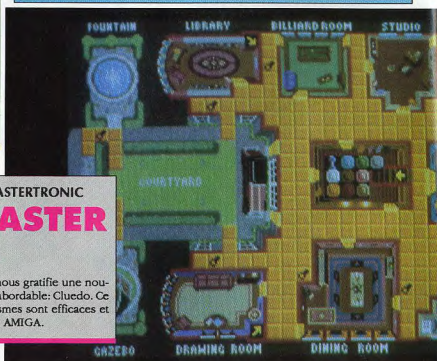 FOUNTAIN LIBRARY BILLIARD ROOM STUDIO
COURTYARD
ASTERTRONIC
ASTER
nous gratifie une nou-
abordable: Cluedo. Ce
smes sont efficaces et
AMIGA.
GAZEBO DRAWING ROOM DINING ROOM